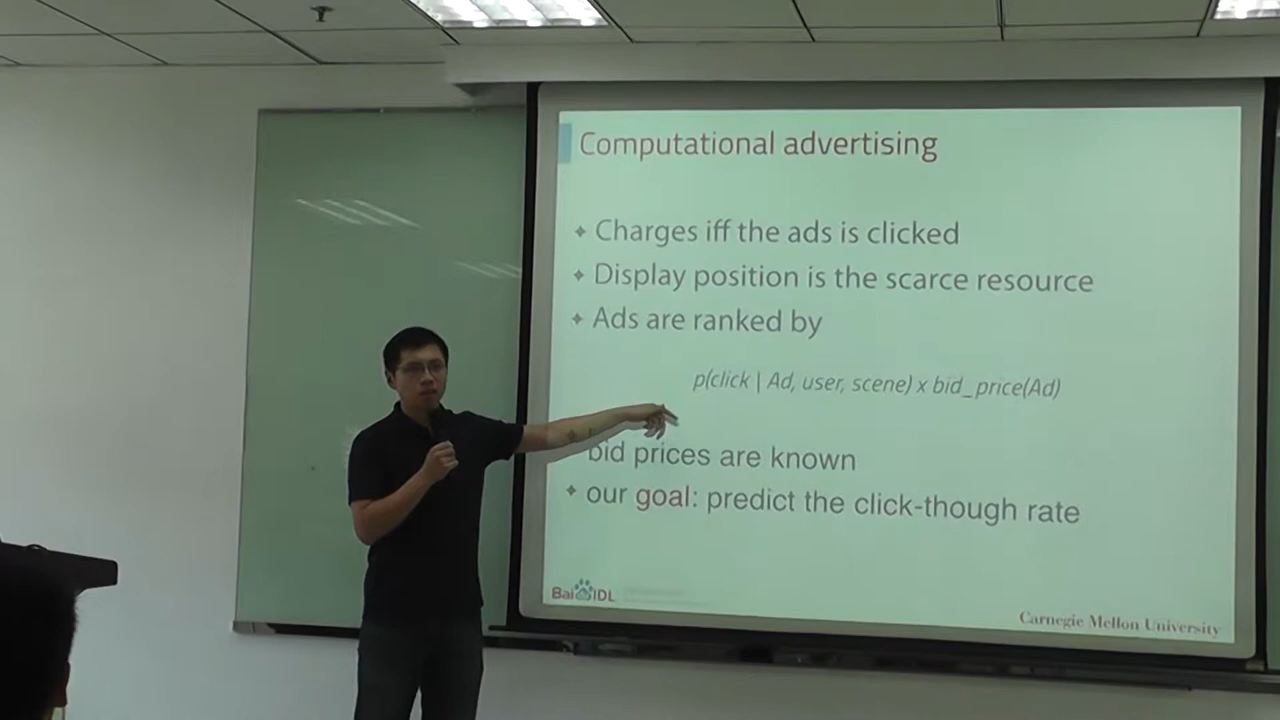 Computational advertising
Charges iff the ads is clicked
Display position is the scarce resource
Ads are ranked by
p(click | Ad, user, scene) x bid_price(Ad)
bid prices are known
our goal: predict the click-though rate
Bai IDL
Carnegie Mellon University